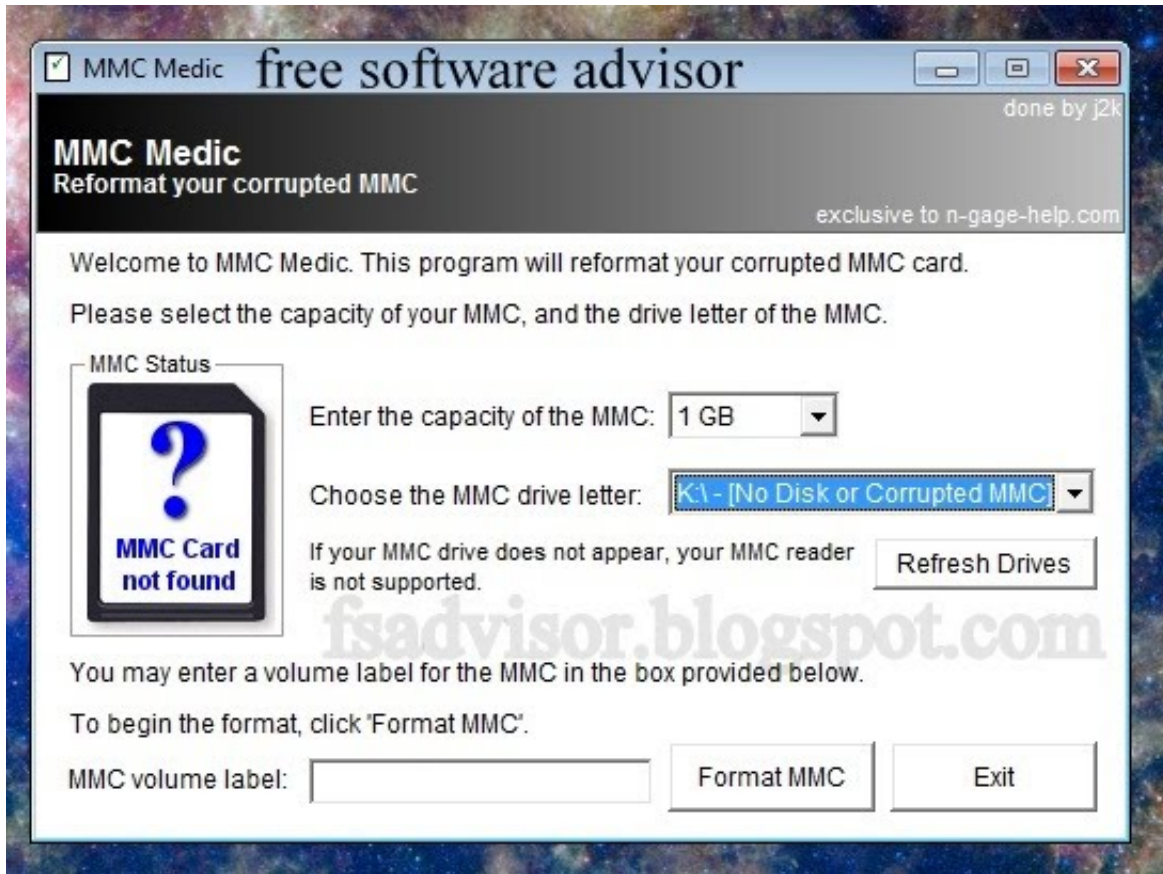 MMC Medic free software advisor
done by j2k
MMC Medic
Reformat your corrupted MMC
exclusive to n-gage-help.com
Welcome to MMC Medic. This program will reformat your corrupted MMC card.
Please select the capacity of your MMC, and the drive letter of the MMC.
MMC Status
?
MMC Card
not found
Enter the capacity of the MMC: 1 GB
Choose the MMC drive letter: K:\ - [No Disk or Corrupted MMC]
If your MMC drive does not appear, your MMC reader
is not supported.
Refresh Drives
fsadvisor.blogspot.com
You may enter a volume label for the MMC in the box provided below.
To begin the format, click 'Format MMC'.
MMC volume label:
Format MMC
Exit